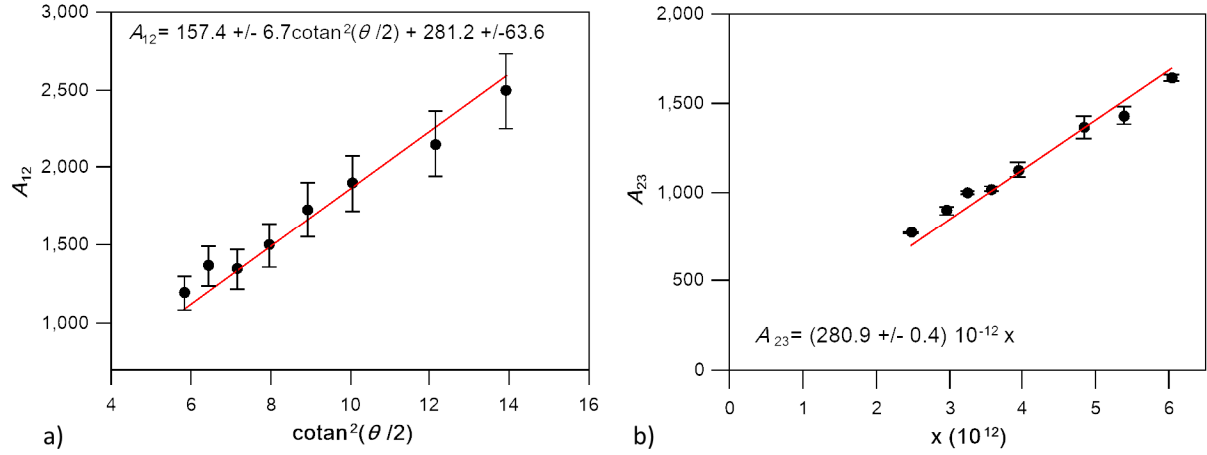 3,000
2,500
2,000
1,500
1,000
A12
A12= 157.4 +/- 6.7cotan²(θ /2) + 281.2 +/-63.6
4 6 8 10 12 14 16
cotan²(θ /2)
a)
2,000
1,500
1,000
500
0
A23
A 23= (280.9 +/- 0.4) 10⁻¹² x
0 1 2 3 4 5 6
x (10¹²)
b)